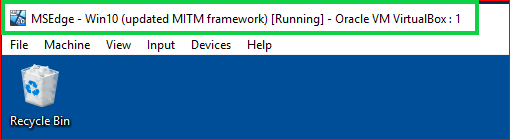 MSEdge - Win10 (updated MITM framework) [Running] - Oracle VM VirtualBox : 1
File Machine View Input Devices Help
Recycle Bin